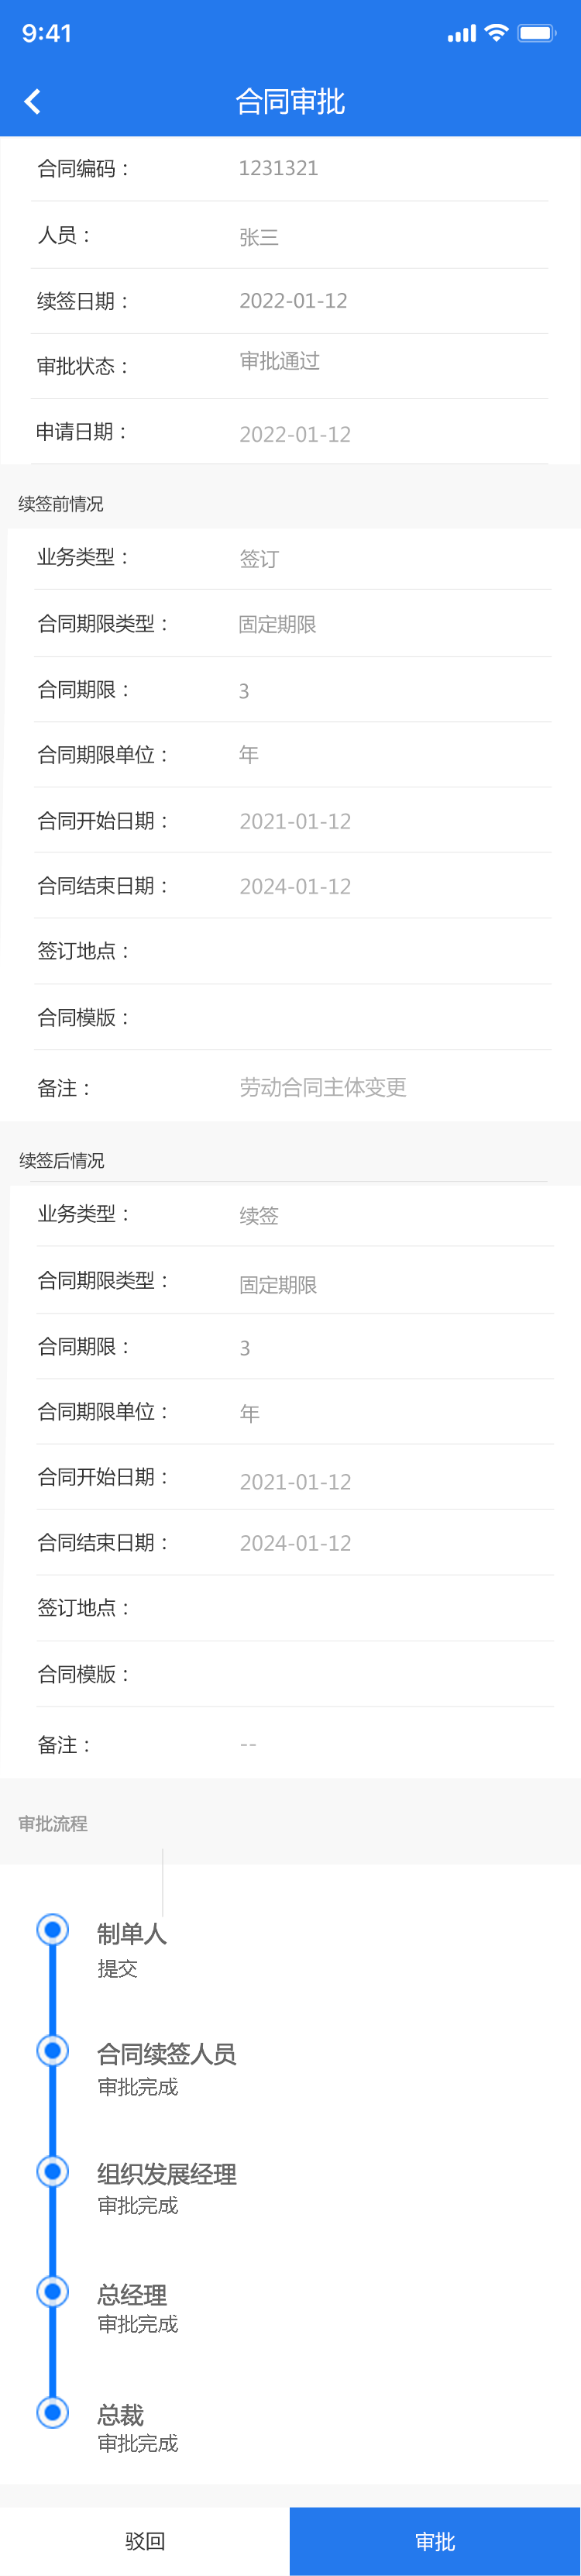 9:41
合同审批
合同编码： 1231321
人员： 张三
续签日期： 2022-01-12
审批状态： 审批通过
申请日期： 2022-01-12
续签前情况
业务类型： 签订
合同期限类型： 固定期限
合同期限： 3
合同期限单位： 年
合同开始日期： 2021-01-12
合同结束日期： 2024-01-12
签订地点：
合同模版：
备注： 劳动合同主体变更
续签后情况
业务类型： 续签
合同期限类型： 固定期限
合同期限： 3
合同期限单位： 年
合同开始日期： 2021-01-12
合同结束日期： 2024-01-12
签订地点：
合同模版：
备注： --
审批流程
制单人
提交
合同续签人员
审批完成
组织发展经理
审批完成
总经理
审批完成
总裁
审批完成
驳回 审批